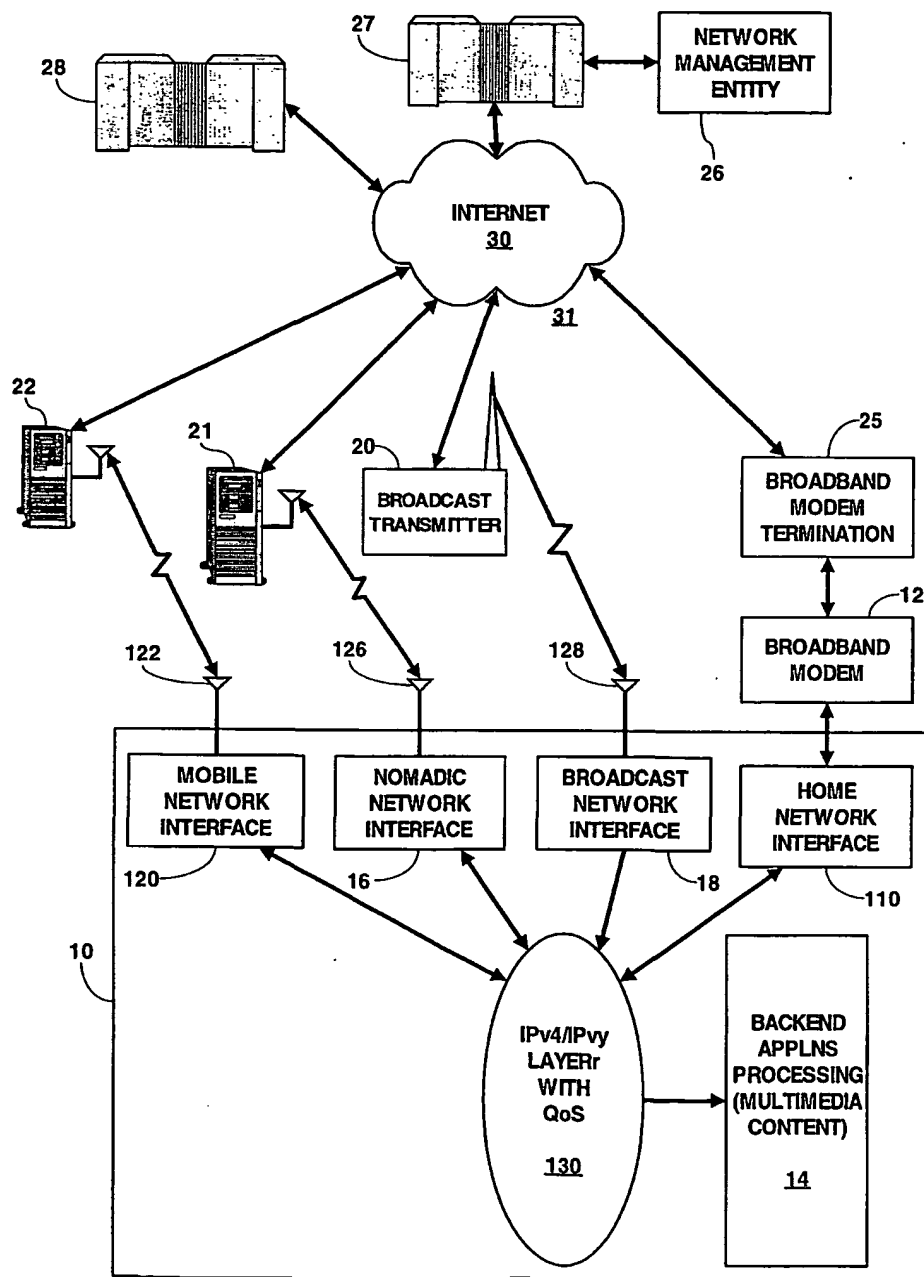 27
28
NETWORK
MANAGEMENT
ENTITY
26
INTERNET
30
31
22
21
20
25
BROADCAST
TRANSMITTER
BROADBAND
MODEM
TERMINATION
12
BROADBAND
MODEM
122
126
128
MOBILE
NETWORK
INTERFACE
NOMADIC
NETWORK
INTERFACE
BROADCAST
NETWORK
INTERFACE
HOME
NETWORK
INTERFACE
120
16
18
110
10
IPv4/IPvy
LAYERr
WITH
QoS
130
BACKEND
APPLNS
PROCESSING
(MULTIMEDIA
CONTENT)
14